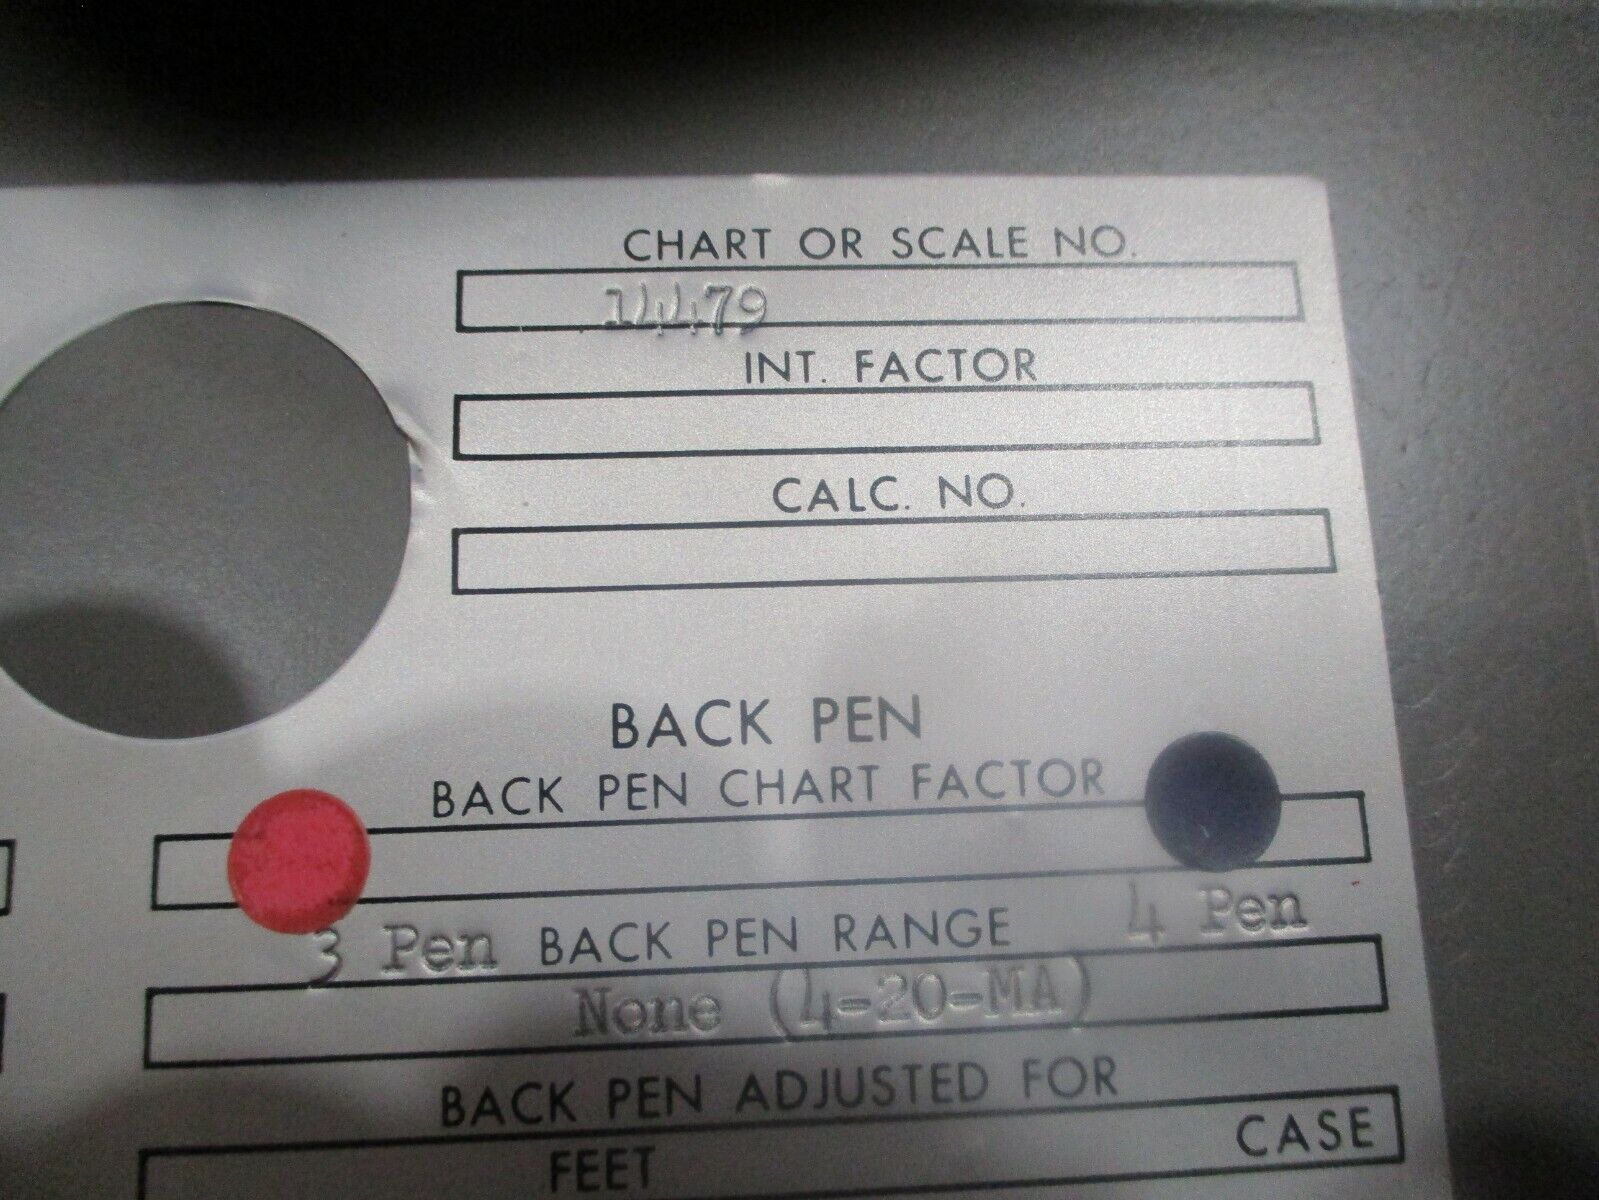 CHART OR SCALE NO.
14479
INT. FACTOR
CALC. NO.
BACK PEN
BACK PEN CHART FACTOR
3 Pen BACK PEN RANGE 4 Pen
None (4-20-MA)
BACK PEN ADJUSTED FOR
FEET CASE